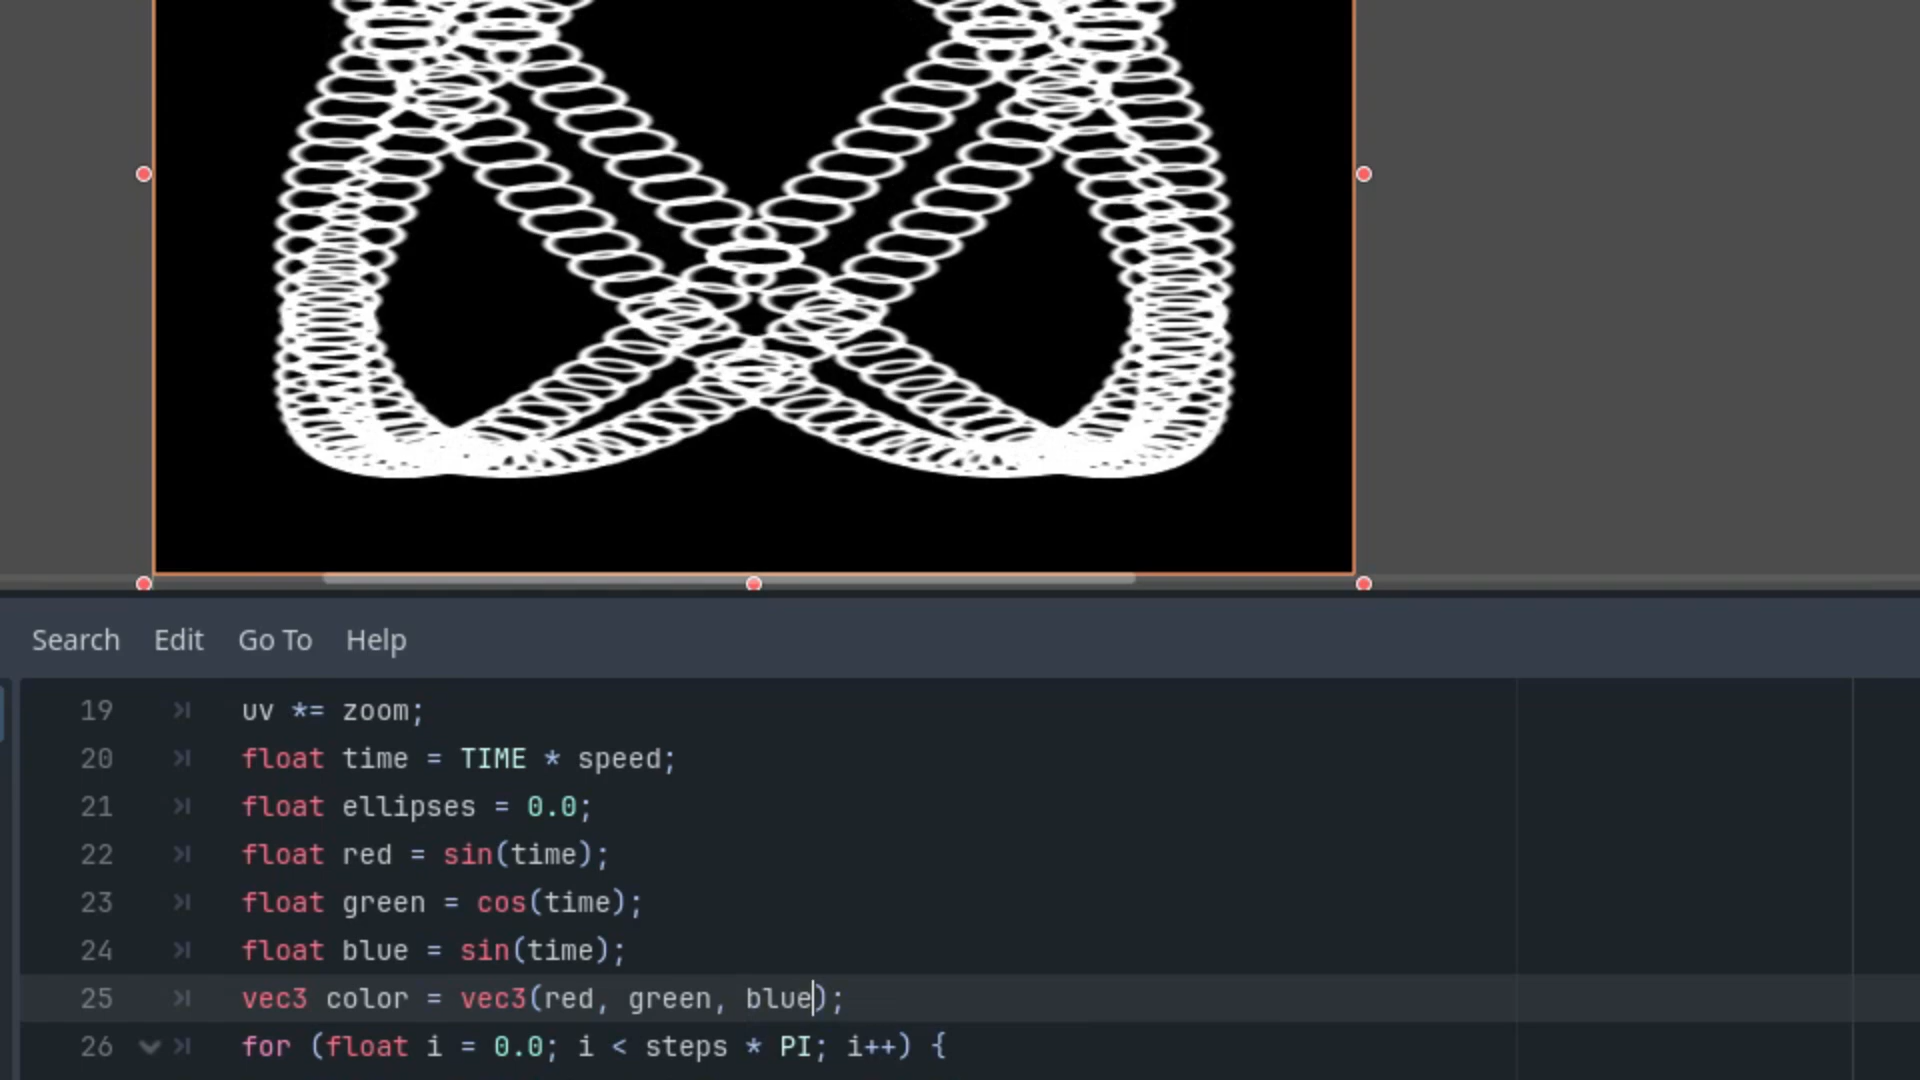 Search Edit Go To Help
19 uv *= zoom;
20 float time = TIME * speed;
21 float ellipses = 0.0;
22 float red = sin(time);
23 float green = cos(time);
24 float blue = sin(time);
25 vec3 color = vec3(red, green, blue);
26 for (float i = 0.0; i < steps * PI; i++) {